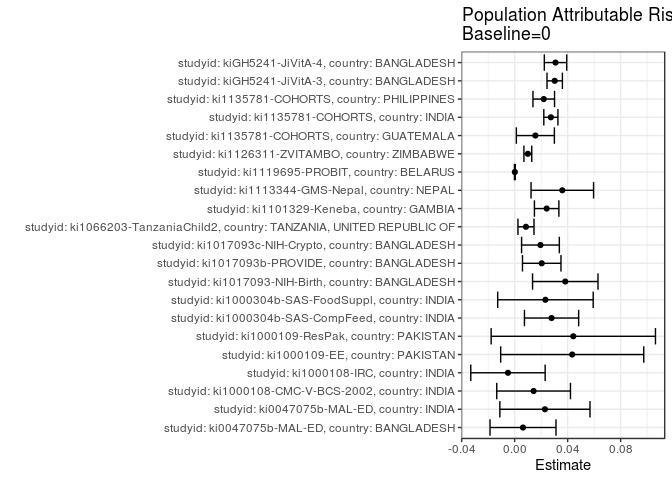 Population Attributable Ris
Baseline=0
studyid: kiGH5241-JiVitA-4, country: BANGLADESH
studyid: kiGH5241-JiVitA-3, country: BANGLADESH
studyid: ki1135781-COHORTS, country: PHILIPPINES
studyid: ki1135781-COHORTS, country: INDIA
studyid: ki1135781-COHORTS, country: GUATEMALA
studyid: ki1126311-ZVITAMBO, country: ZIMBABWE
studyid: ki1119695-PROBIT, country: BELARUS
studyid: ki1113344-GMS-Nepal, country: NEPAL
studyid: ki1101329-Keneba, country: GAMBIA
studyid: ki1066203-TanzaniaChild2, country: TANZANIA, UNITED REPUBLIC OF
studyid: ki1017093c-NIH-Crypto, country: BANGLADESH
studyid: ki1017093b-PROVIDE, country: BANGLADESH
studyid: ki1017093-NIH-Birth, country: BANGLADESH
studyid: ki1000304b-SAS-FoodSuppl, country: INDIA
studyid: ki1000304b-SAS-CompFeed, country: INDIA
studyid: ki1000109-ResPak, country: PAKISTAN
studyid: ki1000109-EE, country: PAKISTAN
studyid: ki1000108-IRC, country: INDIA
studyid: ki1000108-CMC-V-BCS-2002, country: INDIA
studyid: ki0047075b-MAL-ED, country: INDIA
studyid: ki0047075b-MAL-ED, country: BANGLADESH
-0.04 0.00 0.04 0.08
Estimate